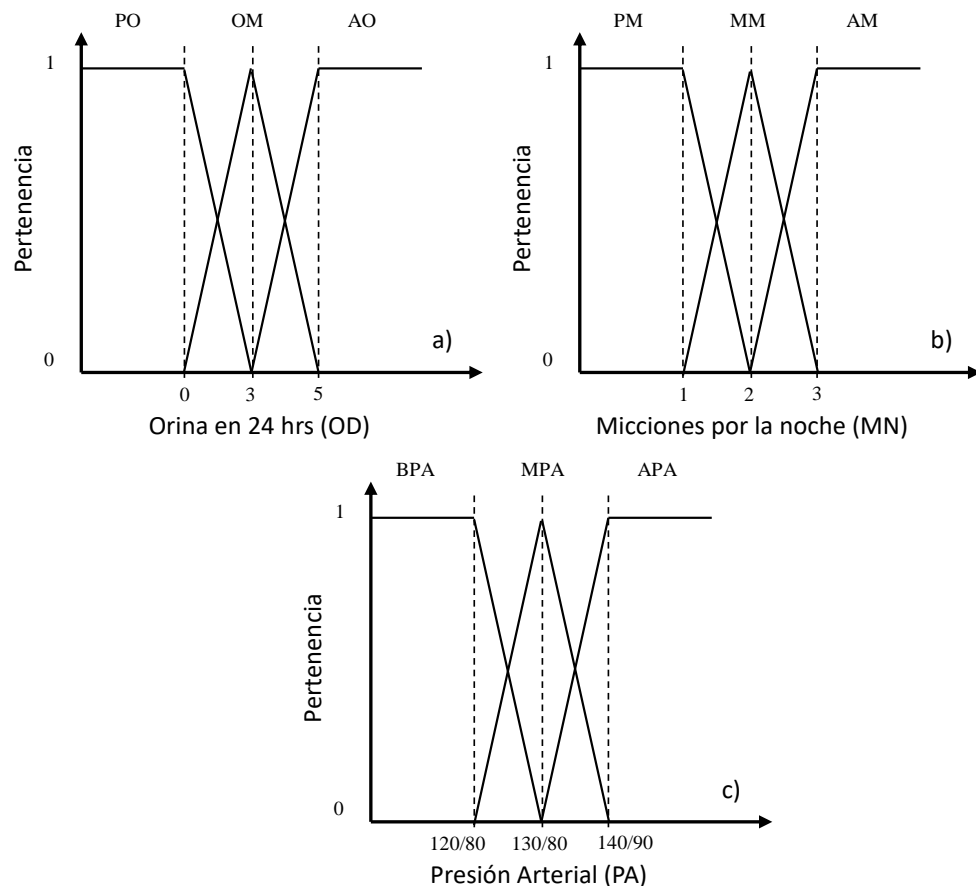 PO OM AO
1
Pertenencia
0
a)
0 3 5
Orina en 24 hrs (OD)
PM MM AM
1
Pertenencia
0
b)
1 2 3
Micciones por la noche (MN)
BPA MPA APA
1
Pertenencia
0
c)
120/80 130/80 140/90
Presión Arterial (PA)